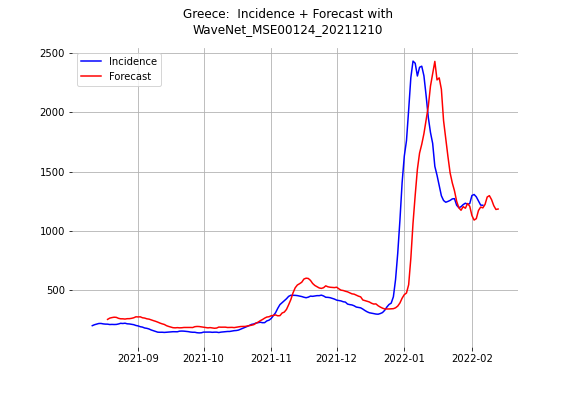 Greece:  Incidence + Forecast with
WaveNet_MSE00124_20211210
Incidence
Forecast
2500
2000
1500
1000
500
2021-09
2021-10
2021-11
2021-12
2022-01
2022-02